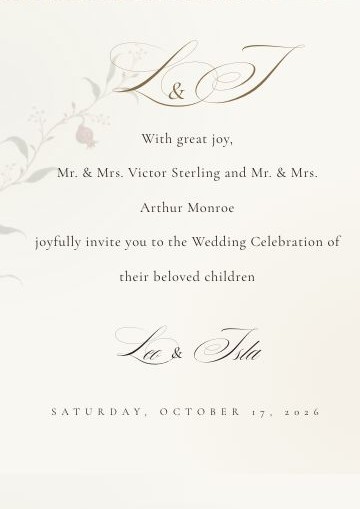 L & I
With great joy,
Mr. & Mrs. Victor Sterling and Mr. & Mrs.
Arthur Monroe
joyfully invite you to the Wedding Celebration of
their beloved children
Leo & Isla
SATURDAY, OCTOBER 17, 2026